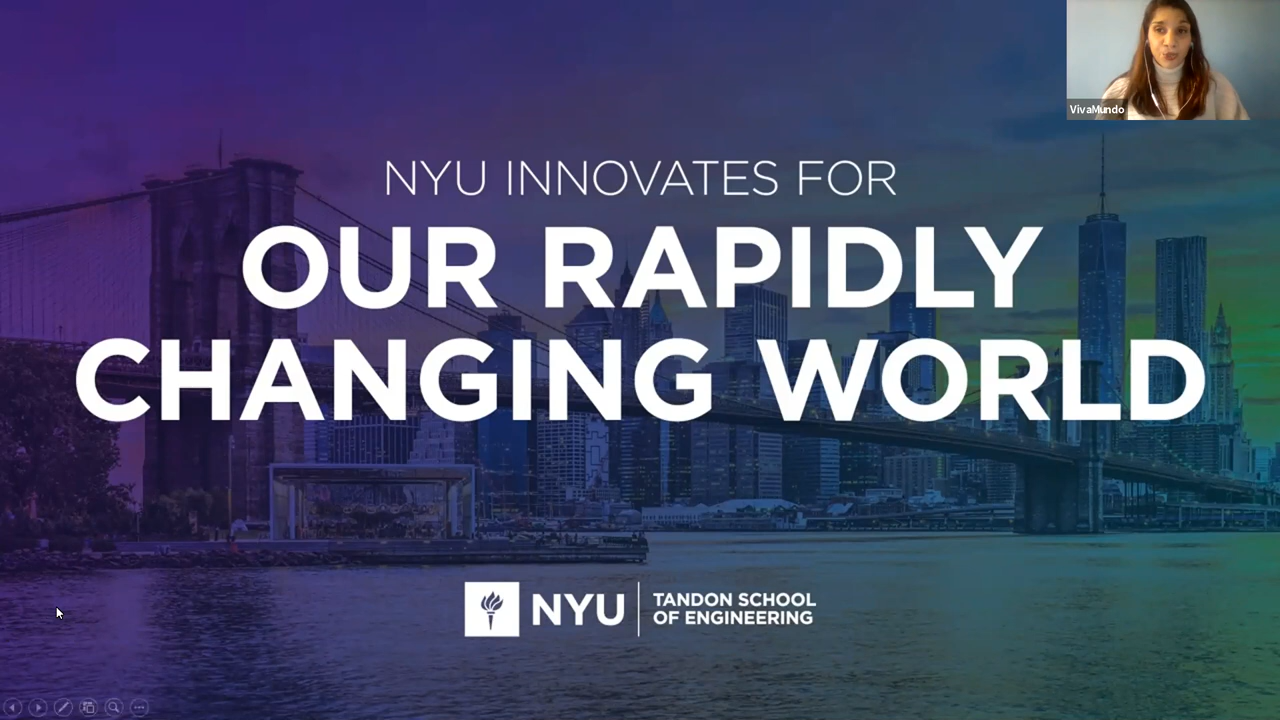 VivaMundo
NYU INNOVATES FOR
OUR RAPIDLY
CHANGING WORLD
NYU
TANDON SCHOOL
OF ENGINEERING